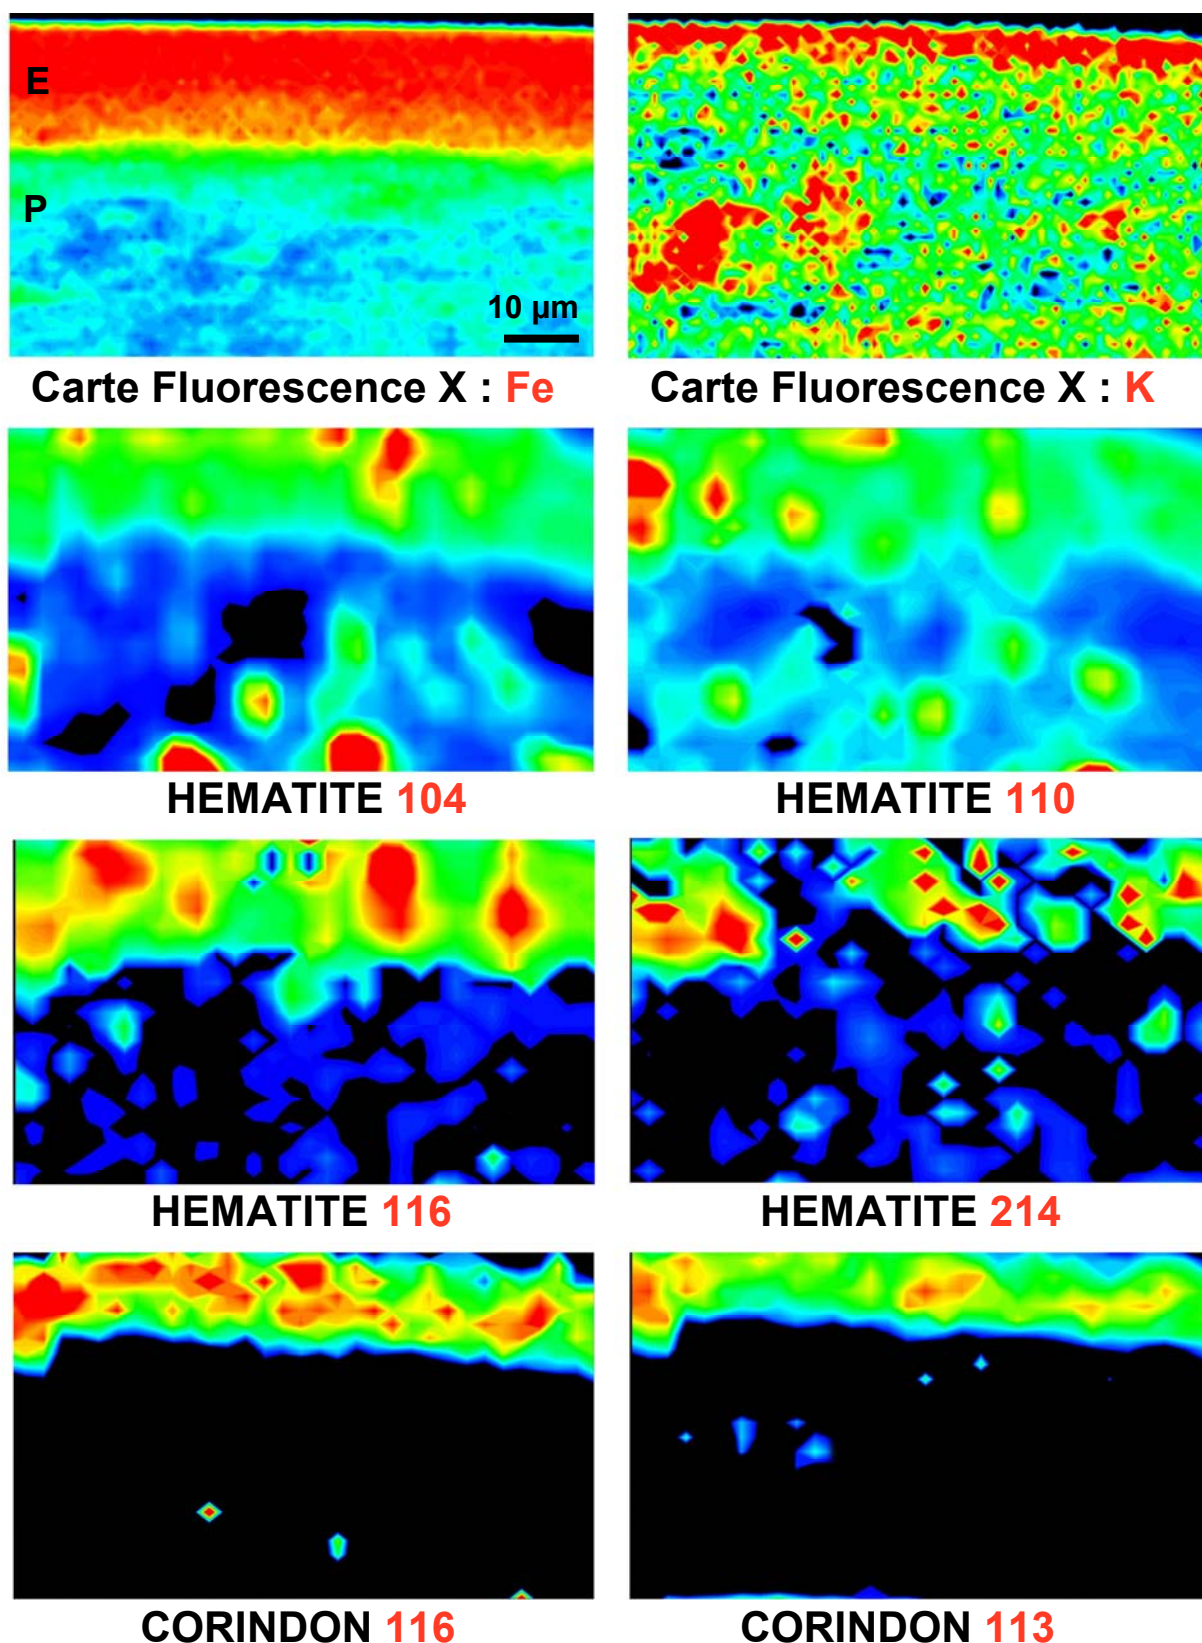 E
P
10 µm
Carte Fluorescence X : Fe
Carte Fluorescence X : K
HEMATITE 104
HEMATITE 110
HEMATITE 116
HEMATITE 214
CORINDON 116
CORINDON 113